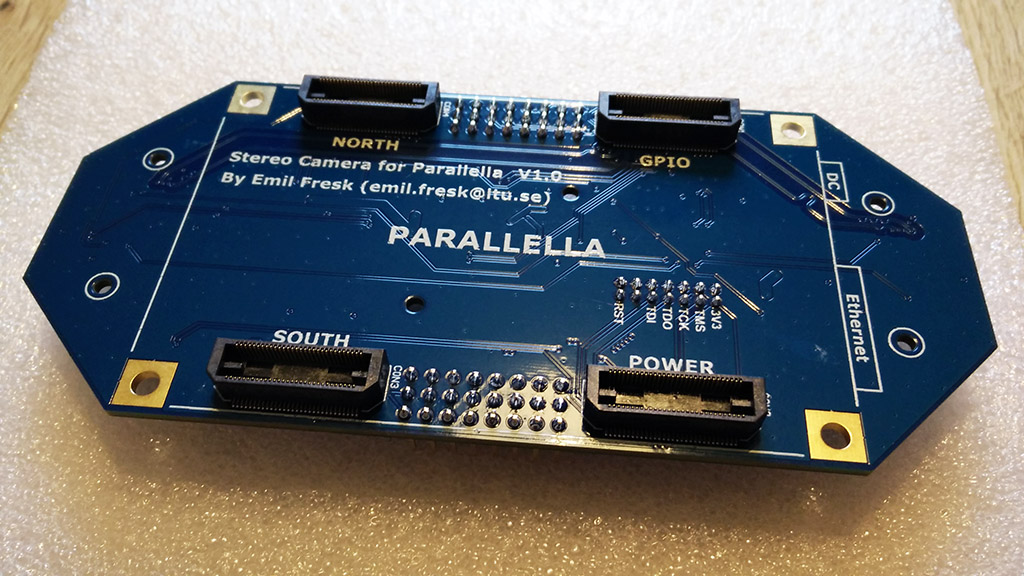 NORTH
GPIO
Stereo Camera for Parallella V1.0
By Emil Fresk (emil.fresk@ltu.se)
DC
PARALLELLA
RST
TDI
TDO
TCK
TMS
3V3
Ethernet
SOUTH
POWER
CON3